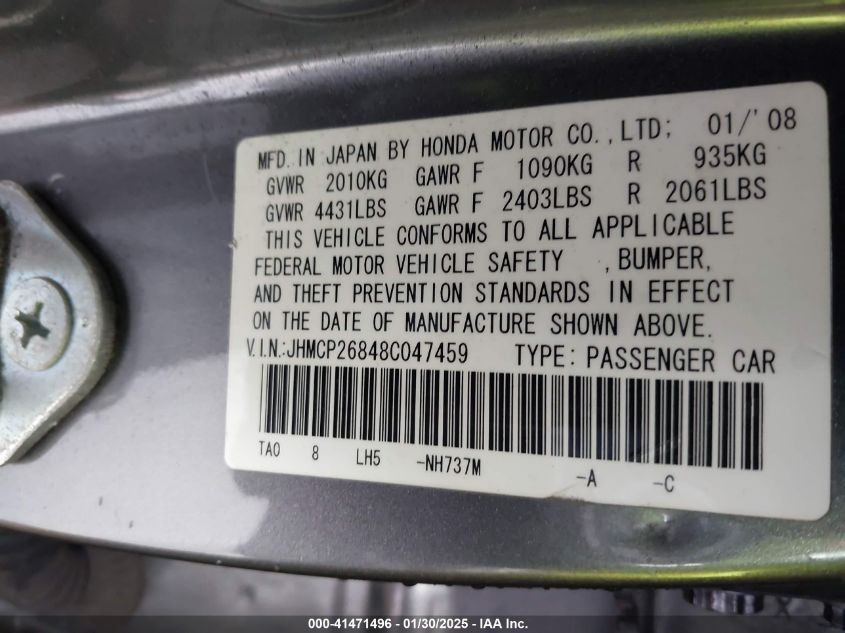 MFD. IN JAPAN BY HONDA MOTOR CO.,LTD; 01/'08
GVWR 2010KG GAWR F 1090KG R 935KG
GVWR 4431LBS GAWR F 2403LBS R 2061LBS
THIS VEHICLE CONFORMS TO ALL APPLICABLE
FEDERAL MOTOR VEHICLE SAFETY , BUMPER,
AND THEFT PREVENTION STANDARDS IN EFFECT
ON THE DATE OF MANUFACTURE SHOWN ABOVE.
V.I.N.:JHMCP26848C047459 TYPE: PASSENGER CAR
TA0 8 LH5 -NH737M -A -C
000-41471496 - 01/30/2025 - IAA Inc.